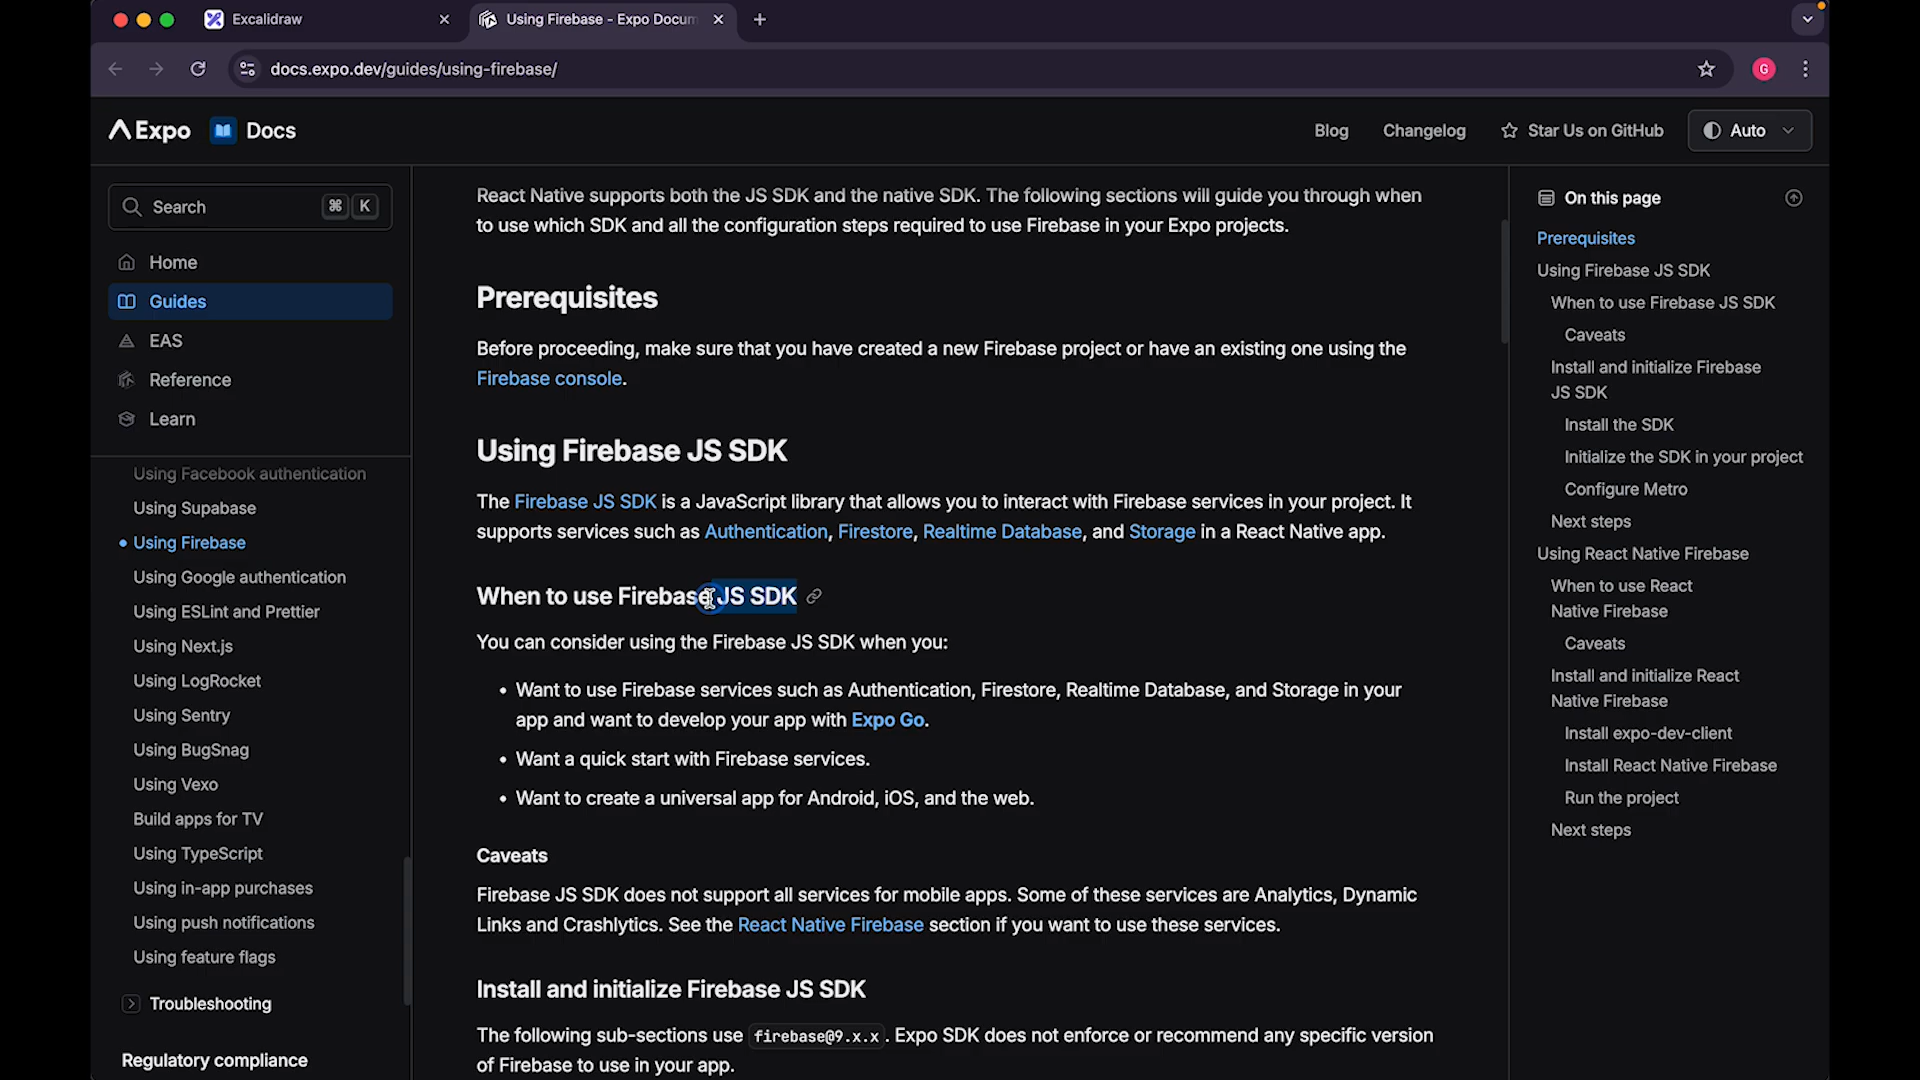 Excalidraw
Using Firebase - Expo Docum
docs.expo.dev/guides/using-firebase/
G
Expo Docs
Blog
Changelog
Star Us on GitHub
Auto
Search
⌘ K
Home
Guides
EAS
Reference
Learn
Using Facebook authentication
Using Supabase
Using Firebase
Using Google authentication
Using ESLint and Prettier
Using Next.js
Using LogRocket
Using Sentry
Using BugSnag
Using Vexo
Build apps for TV
Using TypeScript
Using in-app purchases
Using push notifications
Using feature flags
Troubleshooting
Regulatory compliance
React Native supports both the JS SDK and the native SDK. The following sections will guide you through when
to use which SDK and all the configuration steps required to use Firebase in your Expo projects.
Prerequisites
Before proceeding, make sure that you have created a new Firebase project or have an existing one using the
Firebase console.
Using Firebase JS SDK
The Firebase JS SDK is a JavaScript library that allows you to interact with Firebase services in your project. It
supports services such as Authentication, Firestore, Realtime Database, and Storage in a React Native app.
When to use Firebase JS SDK
You can consider using the Firebase JS SDK when you:
• Want to use Firebase services such as Authentication, Firestore, Realtime Database, and Storage in your
app and want to develop your app with Expo Go.
• Want a quick start with Firebase services.
• Want to create a universal app for Android, iOS, and the web.
Caveats
Firebase JS SDK does not support all services for mobile apps. Some of these services are Analytics, Dynamic
Links and Crashlytics. See the React Native Firebase section if you want to use these services.
Install and initialize Firebase JS SDK
The following sub-sections use firebase@9.x.x. Expo SDK does not enforce or recommend any specific version
of Firebase to use in your app.
On this page
Prerequisites
Using Firebase JS SDK
When to use Firebase JS SDK
Caveats
Install and initialize Firebase
JS SDK
Install the SDK
Initialize the SDK in your project
Configure Metro
Next steps
Using React Native Firebase
When to use React
Native Firebase
Caveats
Install and initialize React
Native Firebase
Install expo-dev-client
Install React Native Firebase
Run the project
Next steps